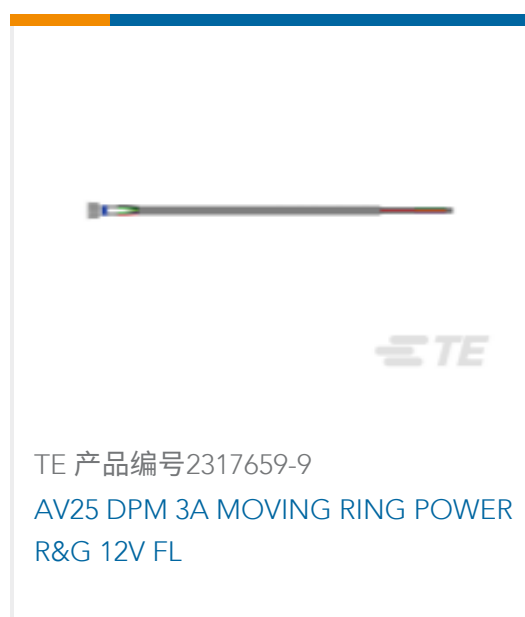 TE
TE 产品编号2317659-9
AV25 DPM 3A MOVING RING POWER
R&G 12V FL